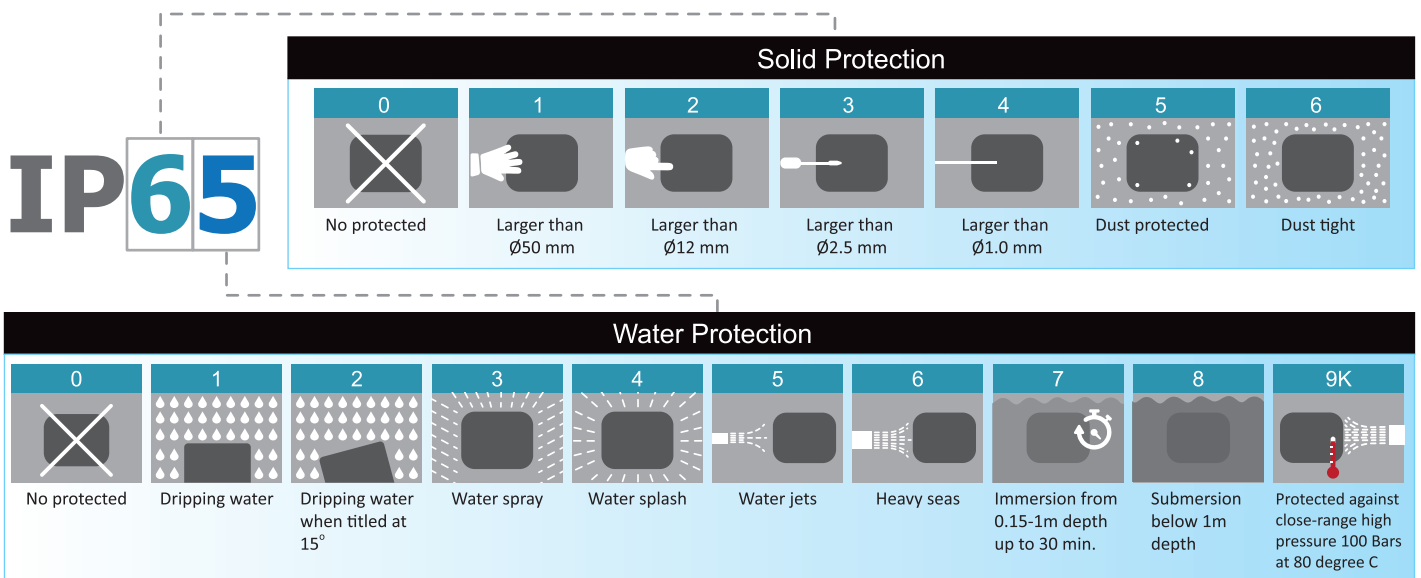 Solid Protection
0
1
2
3
4
5
6
IP65
No protected
Larger than
Ø50 mm
Larger than
Ø12 mm
Larger than
Ø2.5 mm
Larger than
Ø1.0 mm
Dust protected
Dust tight
Water Protection
0
1
2
3
4
5
6
7
8
9K
No protected
Dripping water
Dripping water
when titled at
15°
Water spray
Water splash
Water jets
Heavy seas
Immersion from
0.15-1m depth
up to 30 min.
Submersion
below 1m
depth
Protected against
close-range high
pressure 100 Bars
at 80 degree C